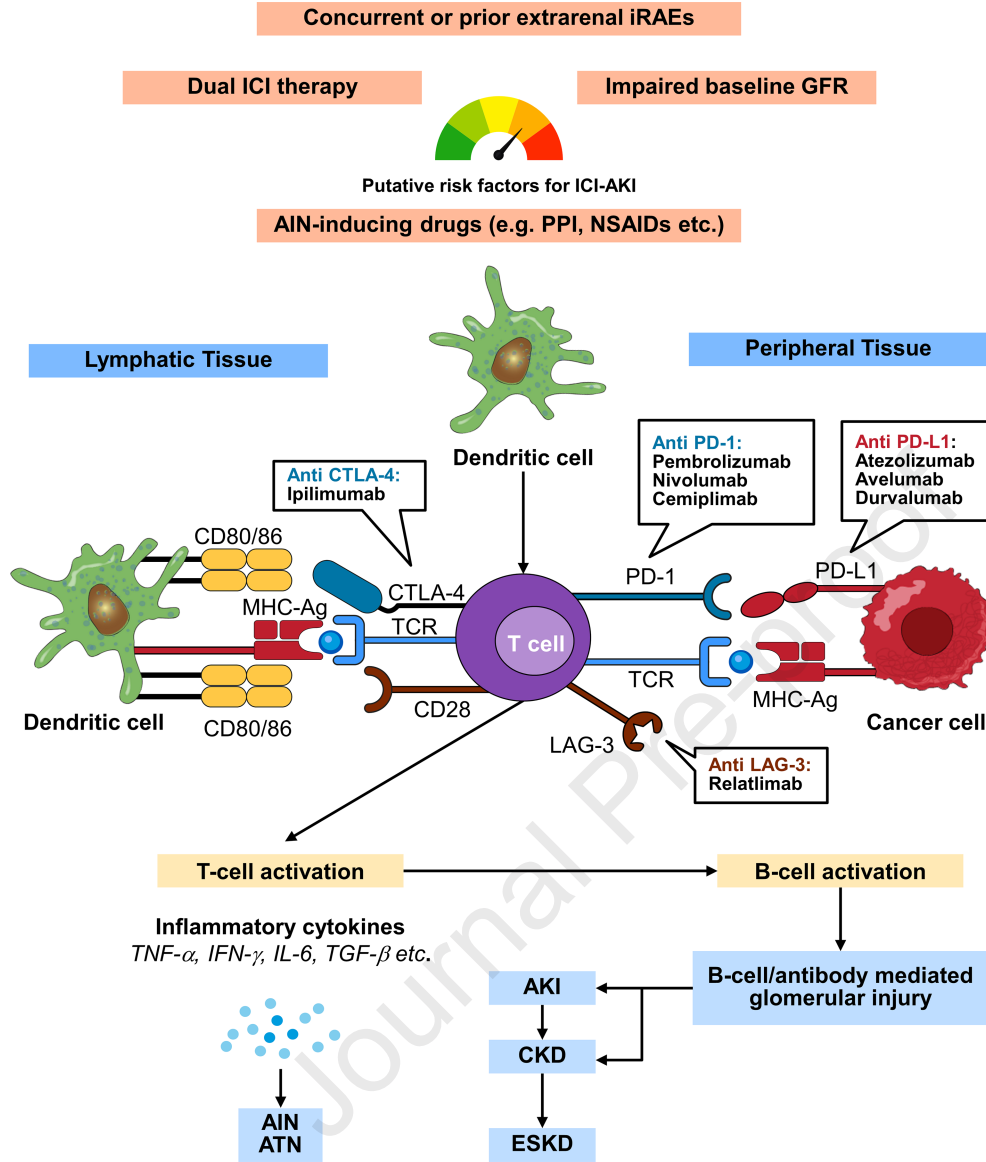 Concurrent or prior extrarenal iRAEs
Dual ICI therapy
Impaired baseline GFR
Putative risk factors for ICI-AKI
AIN-inducing drugs (e.g. PPI, NSAIDs etc.)
Lymphatic Tissue
Peripheral Tissue
Dendritic cell
Anti CTLA-4:
Ipilimumab
Anti PD-1:
Pembrolizumab
Nivolumab
Cemiplimab
Anti PD-L1:
Atezolizumab
Avelumab
Durvalumab
CD80/86
CTLA-4
PD-1
PD-L1
MHC-Ag
TCR
T cell
TCR
MHC-Ag
CD28
CD80/86
Dendritic cell
LAG-3
Cancer cell
Anti LAG-3:
Relatlimab
T-cell activation
B-cell activation
Inflammatory cytokines
TNF-α, IFN-γ, IL-6, TGF-β etc.
B-cell/antibody mediated
glomerular injury
AKI
CKD
ESKD
AIN
ATN
Journal Pre-proof